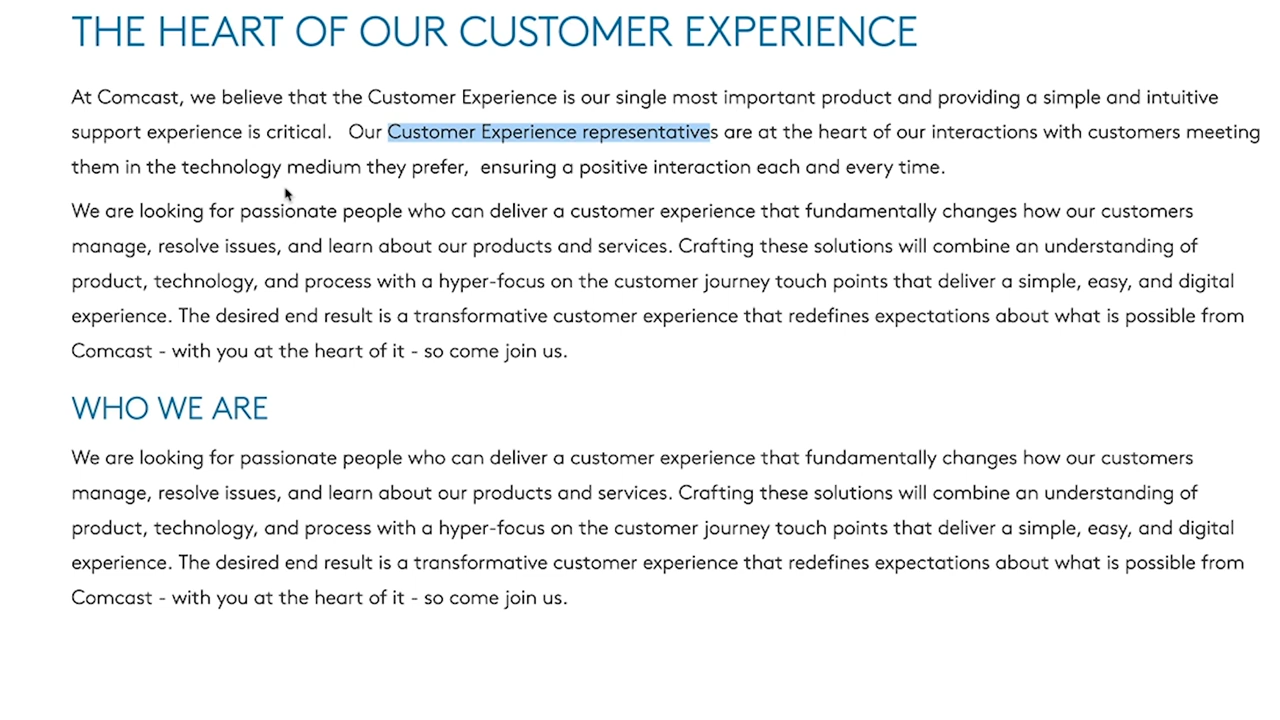 THE HEART OF OUR CUSTOMER EXPERIENCE
At Comcast, we believe that the Customer Experience is our single most important product and providing a simple and intuitive
support experience is critical.   Our Customer Experience representatives are at the heart of our interactions with customers meeting
them in the technology medium they prefer,  ensuring a positive interaction each and every time.
We are looking for passionate people who can deliver a customer experience that fundamentally changes how our customers
manage, resolve issues, and learn about our products and services. Crafting these solutions will combine an understanding of
product, technology, and process with a hyper-focus on the customer journey touch points that deliver a simple, easy, and digital
experience. The desired end result is a transformative customer experience that redefines expectations about what is possible from
Comcast - with you at the heart of it - so come join us.
WHO WE ARE
We are looking for passionate people who can deliver a customer experience that fundamentally changes how our customers
manage, resolve issues, and learn about our products and services. Crafting these solutions will combine an understanding of
product, technology, and process with a hyper-focus on the customer journey touch points that deliver a simple, easy, and digital
experience. The desired end result is a transformative customer experience that redefines expectations about what is possible from
Comcast - with you at the heart of it - so come join us.